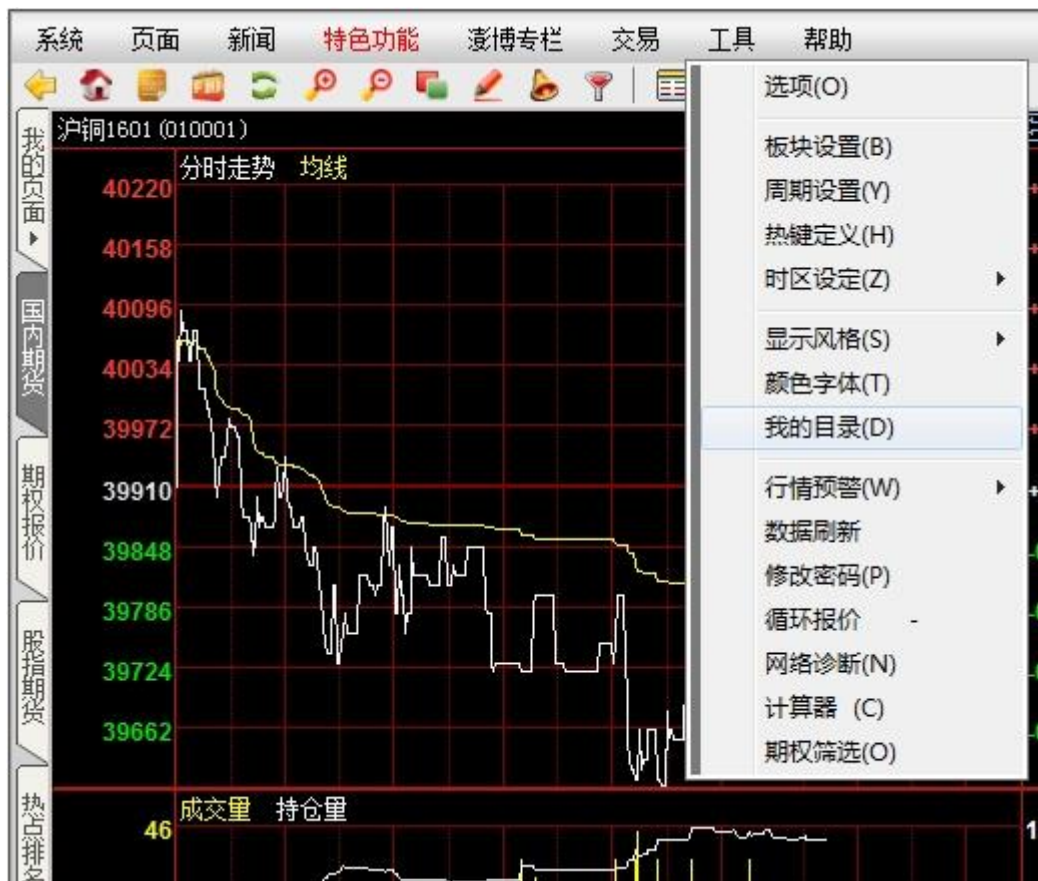 系统 页面 新闻 特色功能 澎博专栏 交易 工具 帮助
我的页面
国内期货
期权报价
股指期货
热点排名
沪铜1601 (010001)
分时走势 均线
40220
40158
40096
40034
39972
39910
39848
39786
39724
39662
成交量 持仓量
46
选项(O)
板块设置(B)
周期设置(Y)
热键定义(H)
时区设定(Z)
显示风格(S)
颜色字体(T)
我的目录(D)
行情预警(W)
数据刷新
修改密码(P)
循环报价 -
网络诊断(N)
计算器 (C)
期权筛选(O)
1